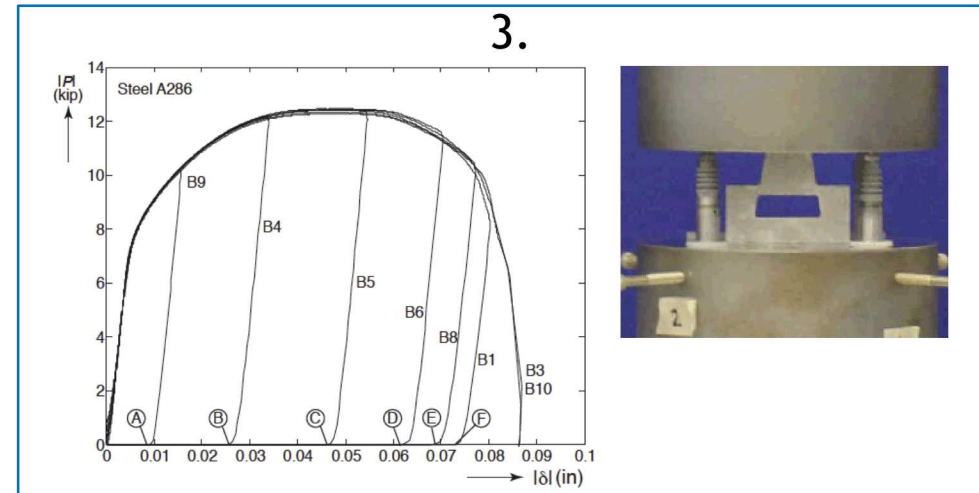 3.
14
|P|
(kip)
Steel A286
12
10
B9
8
B4
6
B5
B6
4
B8
B1
2
B3
B10
A
B
C
D
E
F
0
0 0.01 0.02 0.03 0.04 0.05 0.06 0.07 0.08 0.09 0.1
|δ| (in)
2